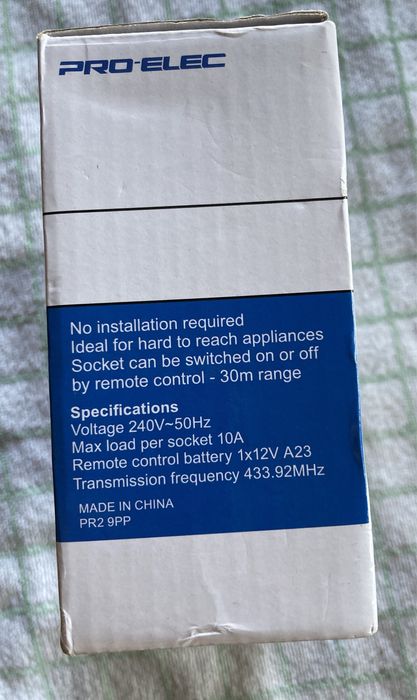 PRO-ELEC
No installation required
Ideal for hard to reach appliances
Socket can be switched on or off
by remote control - 30m range
Specifications
Voltage 240V~50Hz
Max load per socket 10A
Remote control battery 1x12V A23
Transmission frequency 433.92MHz
MADE IN CHINA
PR2 9PP